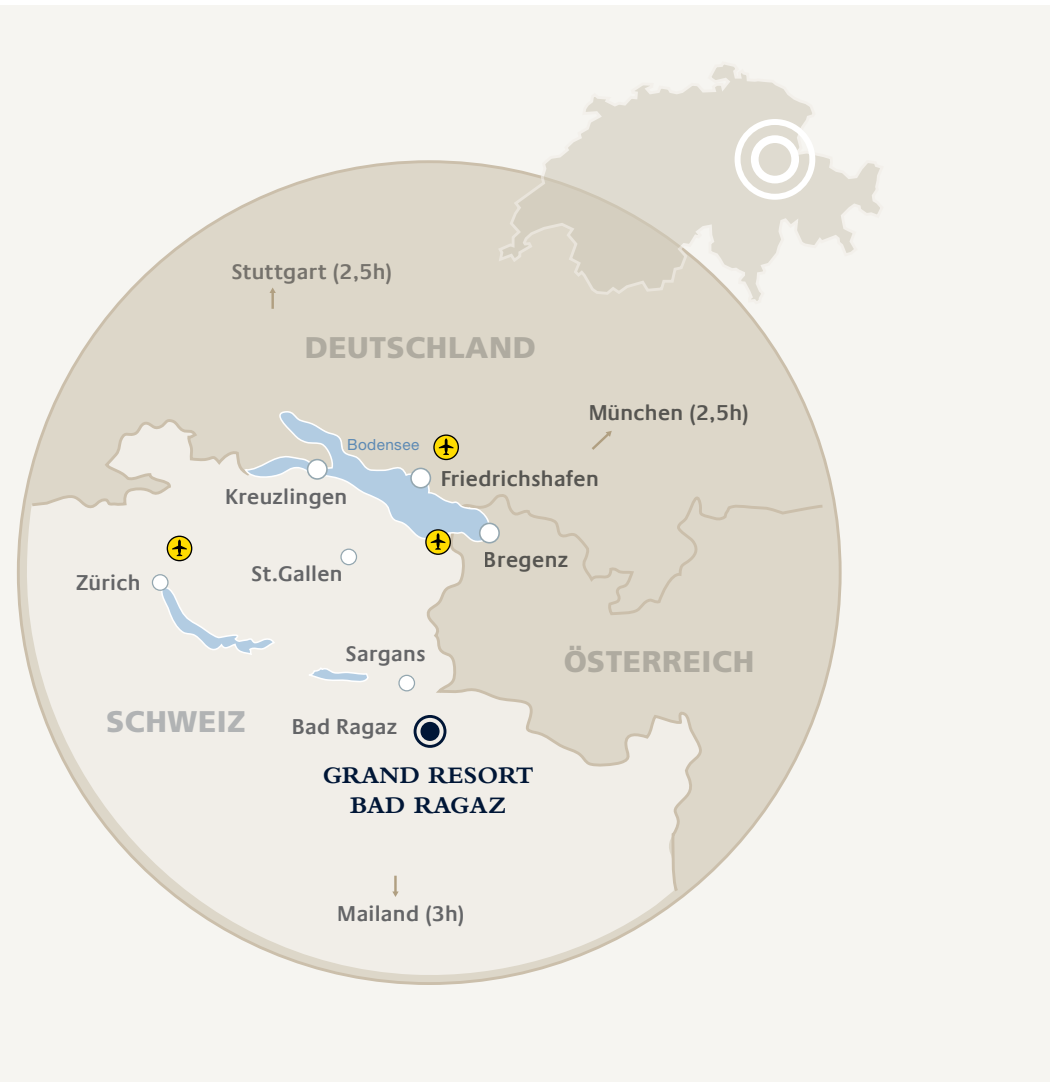 Stuttgart (2,5h)
DEUTSCHLAND
München (2,5h)
Bodensee
Friedrichshafen
Kreuzlingen
Bregenz
St.Gallen
Zürich
Sargans
ÖSTERREICH
SCHWEIZ
Bad Ragaz
GRAND RESORT
BAD RAGAZ
Mailand (3h)